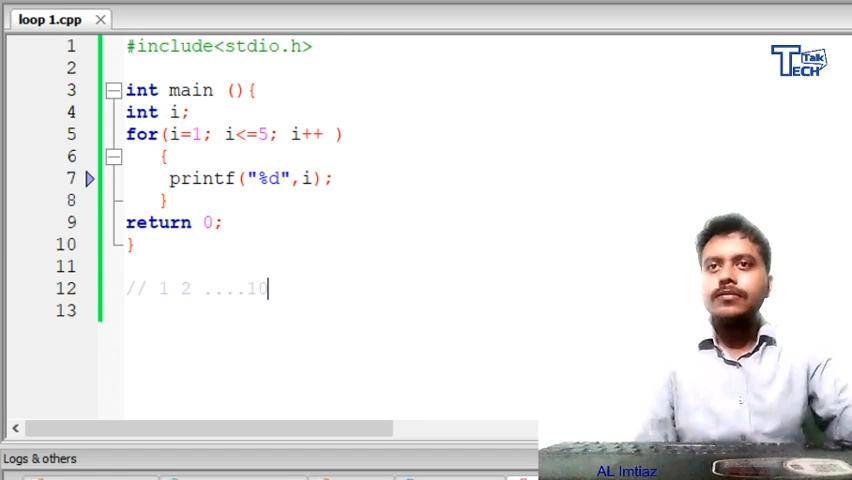 loop 1.cpp
1 #include<stdio.h>
2
3 int main (){
4 int i;
5 for(i=1; i<=5; i++ )
6 {
7 printf("%d",i);
8 }
9 return 0;
10 }
11
12 // 1 2 ....10
13
Talk
TECH
Logs & others
AL Imtiaz